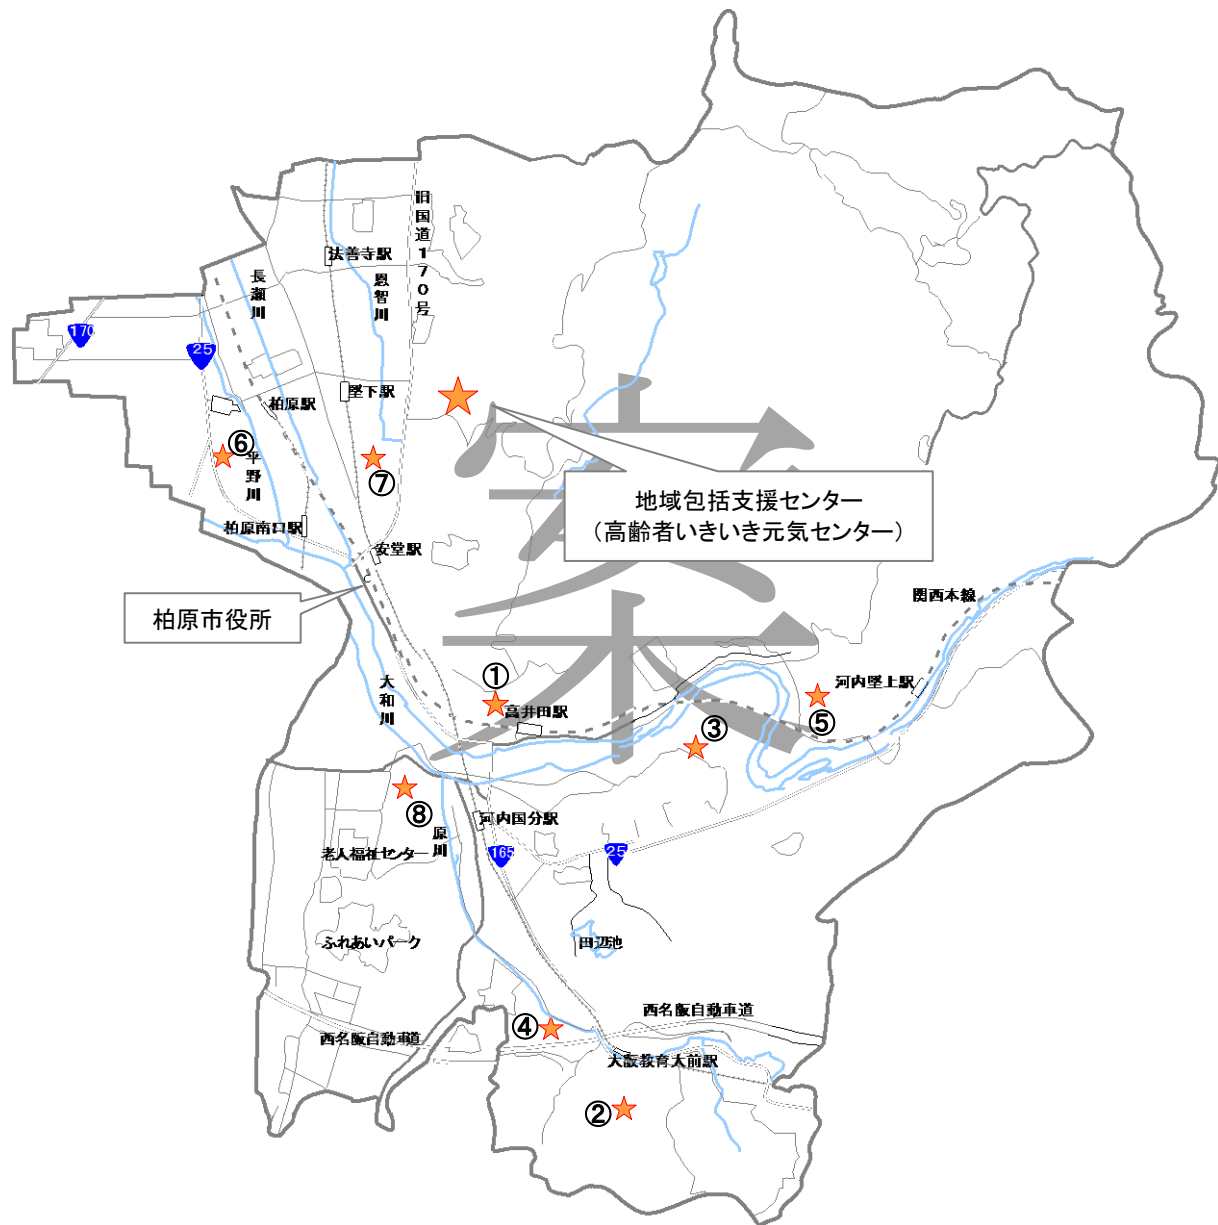 旧国道170号
法善寺駅
恩智川
長瀬川
170
25
柏原駅
堅下駅
⑥
平野川
⑦
柏原南口駅
安堂駅
地域包括支援センター
（高齢者いきいき元気センター）
案
柏原市役所
関西本線
大和川
①
高井田駅
③
⑤
河内堅上駅
⑧
原川
河内国分駅
老人福祉センター
165
25
ふれあいパーク
田辺池
西名阪自動車道
④
西名阪自動車道
大阪教育大前駅
②